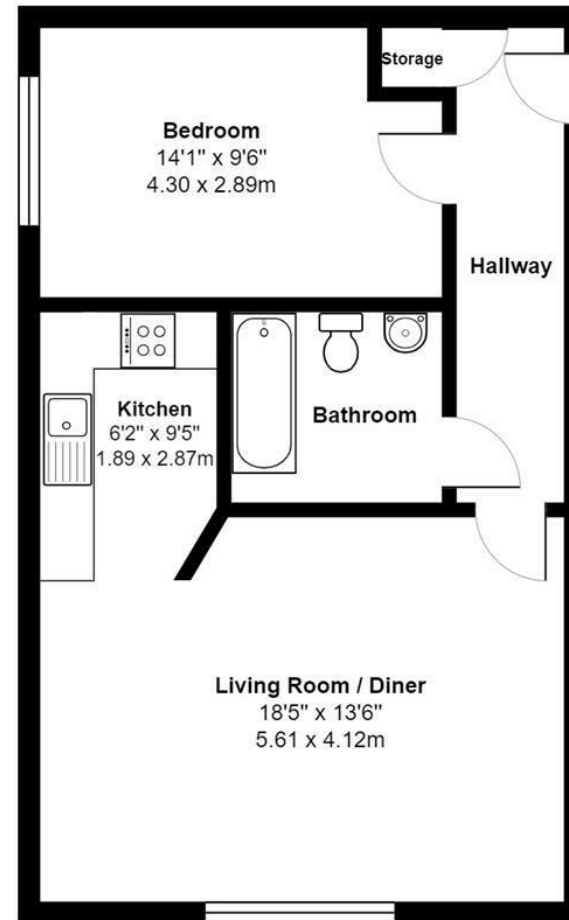 Storage
Bedroom
14'1" x 9'6"
4.30 x 2.89m
Hallway
Kitchen
6'2" x 9'5"
1.89 x 2.87m
Bathroom
Living Room / Diner
18'5" x 13'6"
5.61 x 4.12m